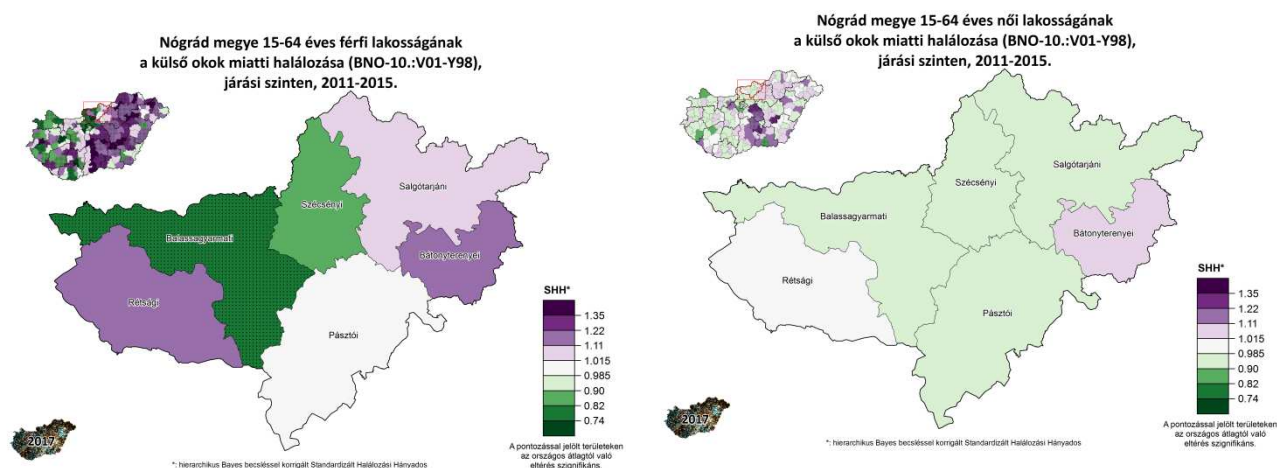 Nógrád megye 15-64 éves férfi lakosságának
a külső okok miatti halálozása (BNO-10.:V01-Y98),
járási szinten, 2011-2015.
Salgótarjáni
Szécsényi
Balassagyarmati
Bátonyterenyei
Rétsági
Pásztói
SHH*
1.35
1.22
1.11
1.015
0.985
0.90
0.82
0.74
2017
A pontozással jelölt területeken
az országos átlagtól való
eltérés szignifikáns.
*: hierarchikus Bayes becsléssel korrigált Standardizált Halálozási Hányados
Nógrád megye 15-64 éves női lakosságának
a külső okok miatti halálozása (BNO-10.:V01-Y98),
járási szinten, 2011-2015.
Salgótarjáni
Szécsényi
Balassagyarmati
Bátonyterenyei
Rétsági
Pásztói
SHH*
1.35
1.22
1.11
1.015
0.985
0.90
0.82
0.74
2017
A pontozással jelölt területeken
az országos átlagtól való
eltérés szignifikáns.
*: hierarchikus Bayes becsléssel korrigált Standardizált Halálozási Hányados